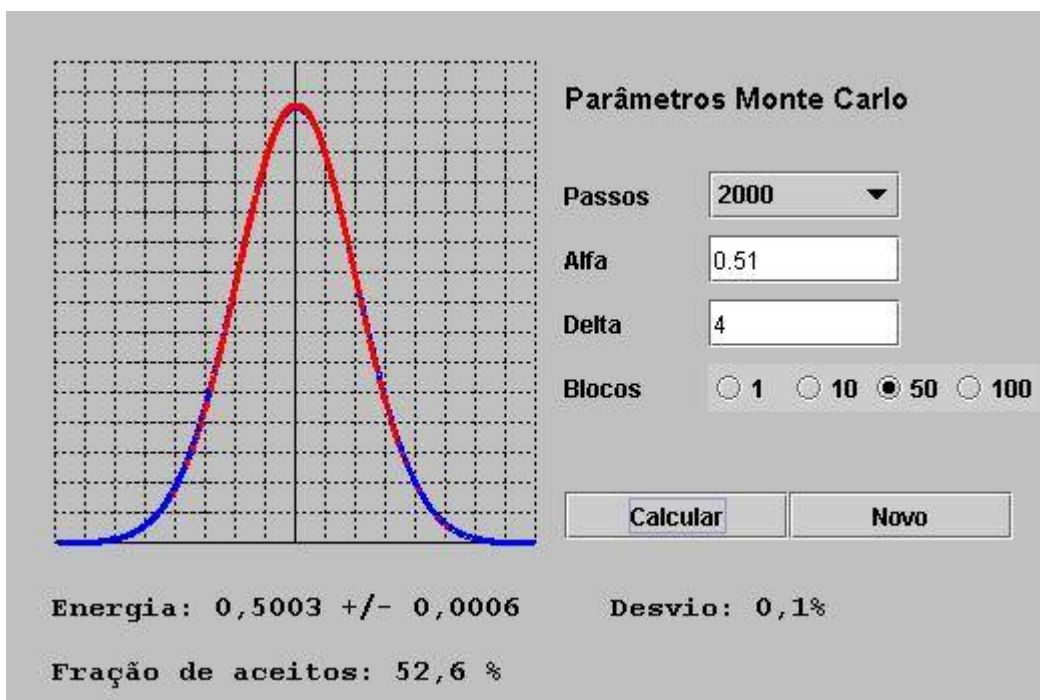 Parâmetros Monte Carlo
Passos 2000
Alfa 0.51
Delta 4
Blocos 1 10 50 100
Calcular Novo
Energia: 0,5003 +/- 0,0006 Desvio: 0,1%
Fração de aceitos: 52,6 %